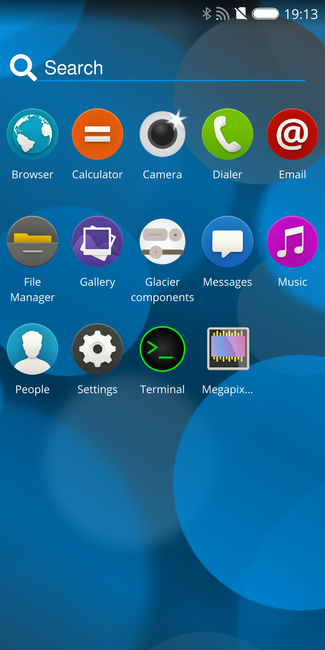 19:13
Search
Browser
Calculator
Camera
Dialer
Email
File
Manager
Gallery
Glacier
components
Messages
Music
People
Settings
Terminal
Megapix...